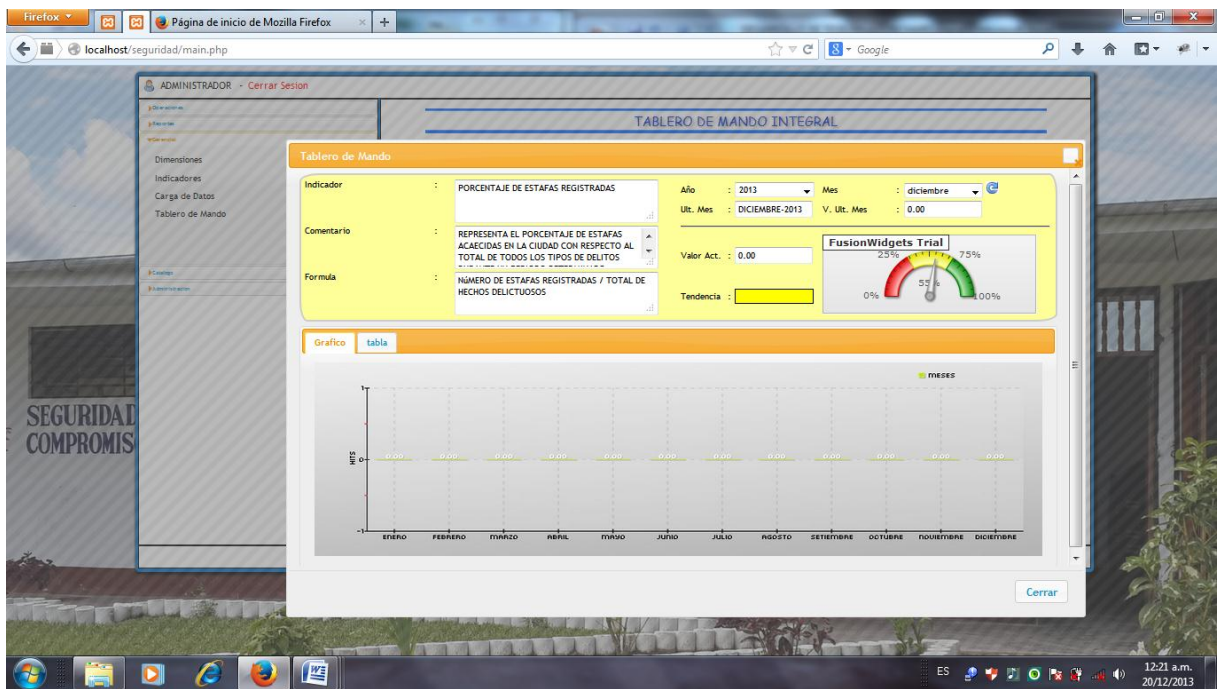 Firefox
Página de inicio de Mozilla Firefox
localhost/seguridad/main.php
Google
ADMINISTRADOR - Cerrar Sesion
Operaciones
Reportes
Gerencial
Dimensiones
Indicadores
Carga de Datos
Tablero de Mando
Catalogo
Administracion
TABLERO DE MANDO INTEGRAL
Tablero de Mando
Indicador : PORCENTAJE DE ESTAFAS REGISTRADAS
Comentario : REPRESENTA EL PORCENTAJE DE ESTAFAS
ACAECIDAS EN LA CIUDAD CON RESPECTO AL
TOTAL DE TODOS LOS TIPOS DE DELITOS
Formula : NúMERO DE ESTAFAS REGISTRADAS / TOTAL DE
HECHOS DELICTUOSOS
Año : 2013 Mes : diciembre
Ult. Mes : DICIEMBRE-2013 V. Ult. Mes : 0.00
Valor Act. : 0.00
Tendencia :
FusionWidgets Trial
25% 75%
55%
0% 100%
Grafico tabla
MESES
1
HITS 0
0.00 0.00 0.00 0.00 0.00 0.00 0.00 0.00 0.00 0.00 0.00 0.00
-1
ENERO FEBRERO MARZO ABRIL MAYO JUNIO JULIO AGOSTO SETIEMBRE OCTUBRE NOUIEMBRE DICIEMBRE
Cerrar
SEGURIDAD
COMPROMIS
ES
12:21 a.m.
20/12/2013